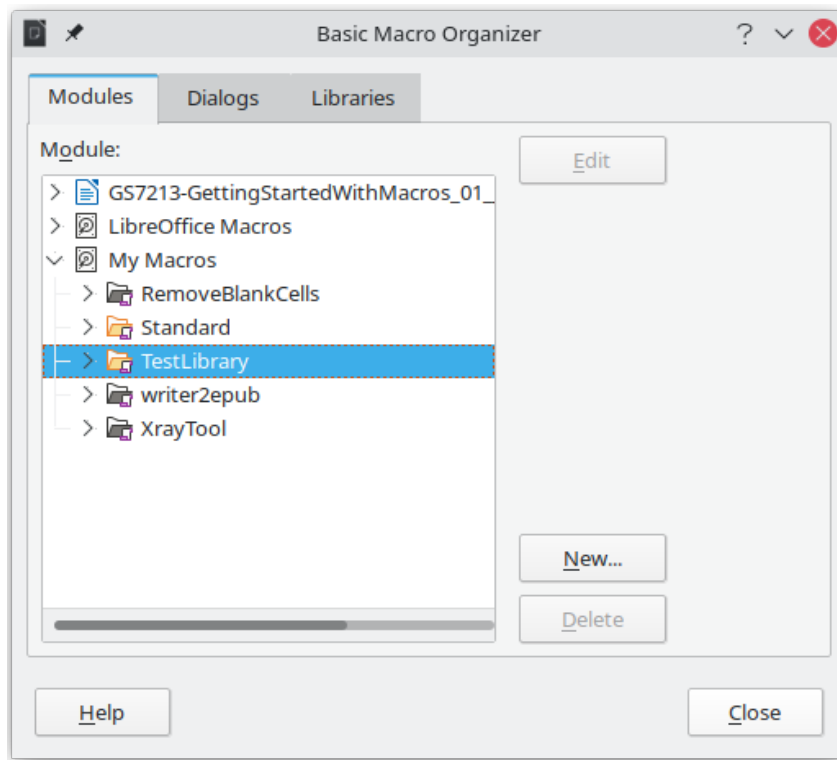 Basic Macro Organizer
Modules Dialogs Libraries
Module:
Edit
GS7213-GettingStartedWithMacros_01_
LibreOffice Macros
My Macros
RemoveBlankCells
Standard
TestLibrary
writer2epub
XrayTool
New...
Delete
Help Close